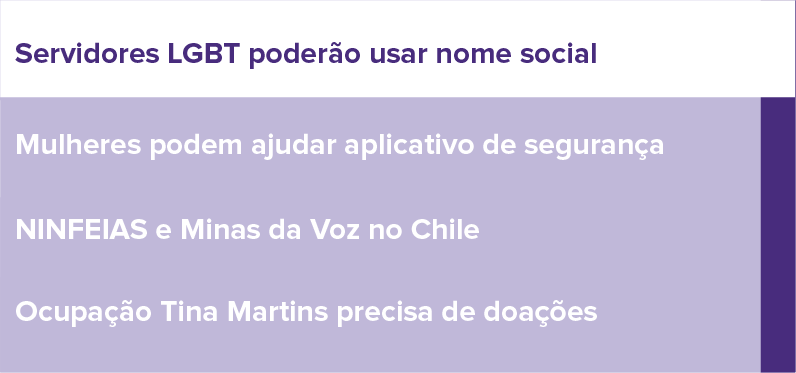 Servidores LGBT poderão usar nome social
Mulheres podem ajudar aplicativo de segurança
NINFEIAS e Minas da Voz no Chile
Ocupação Tina Martins precisa de doações